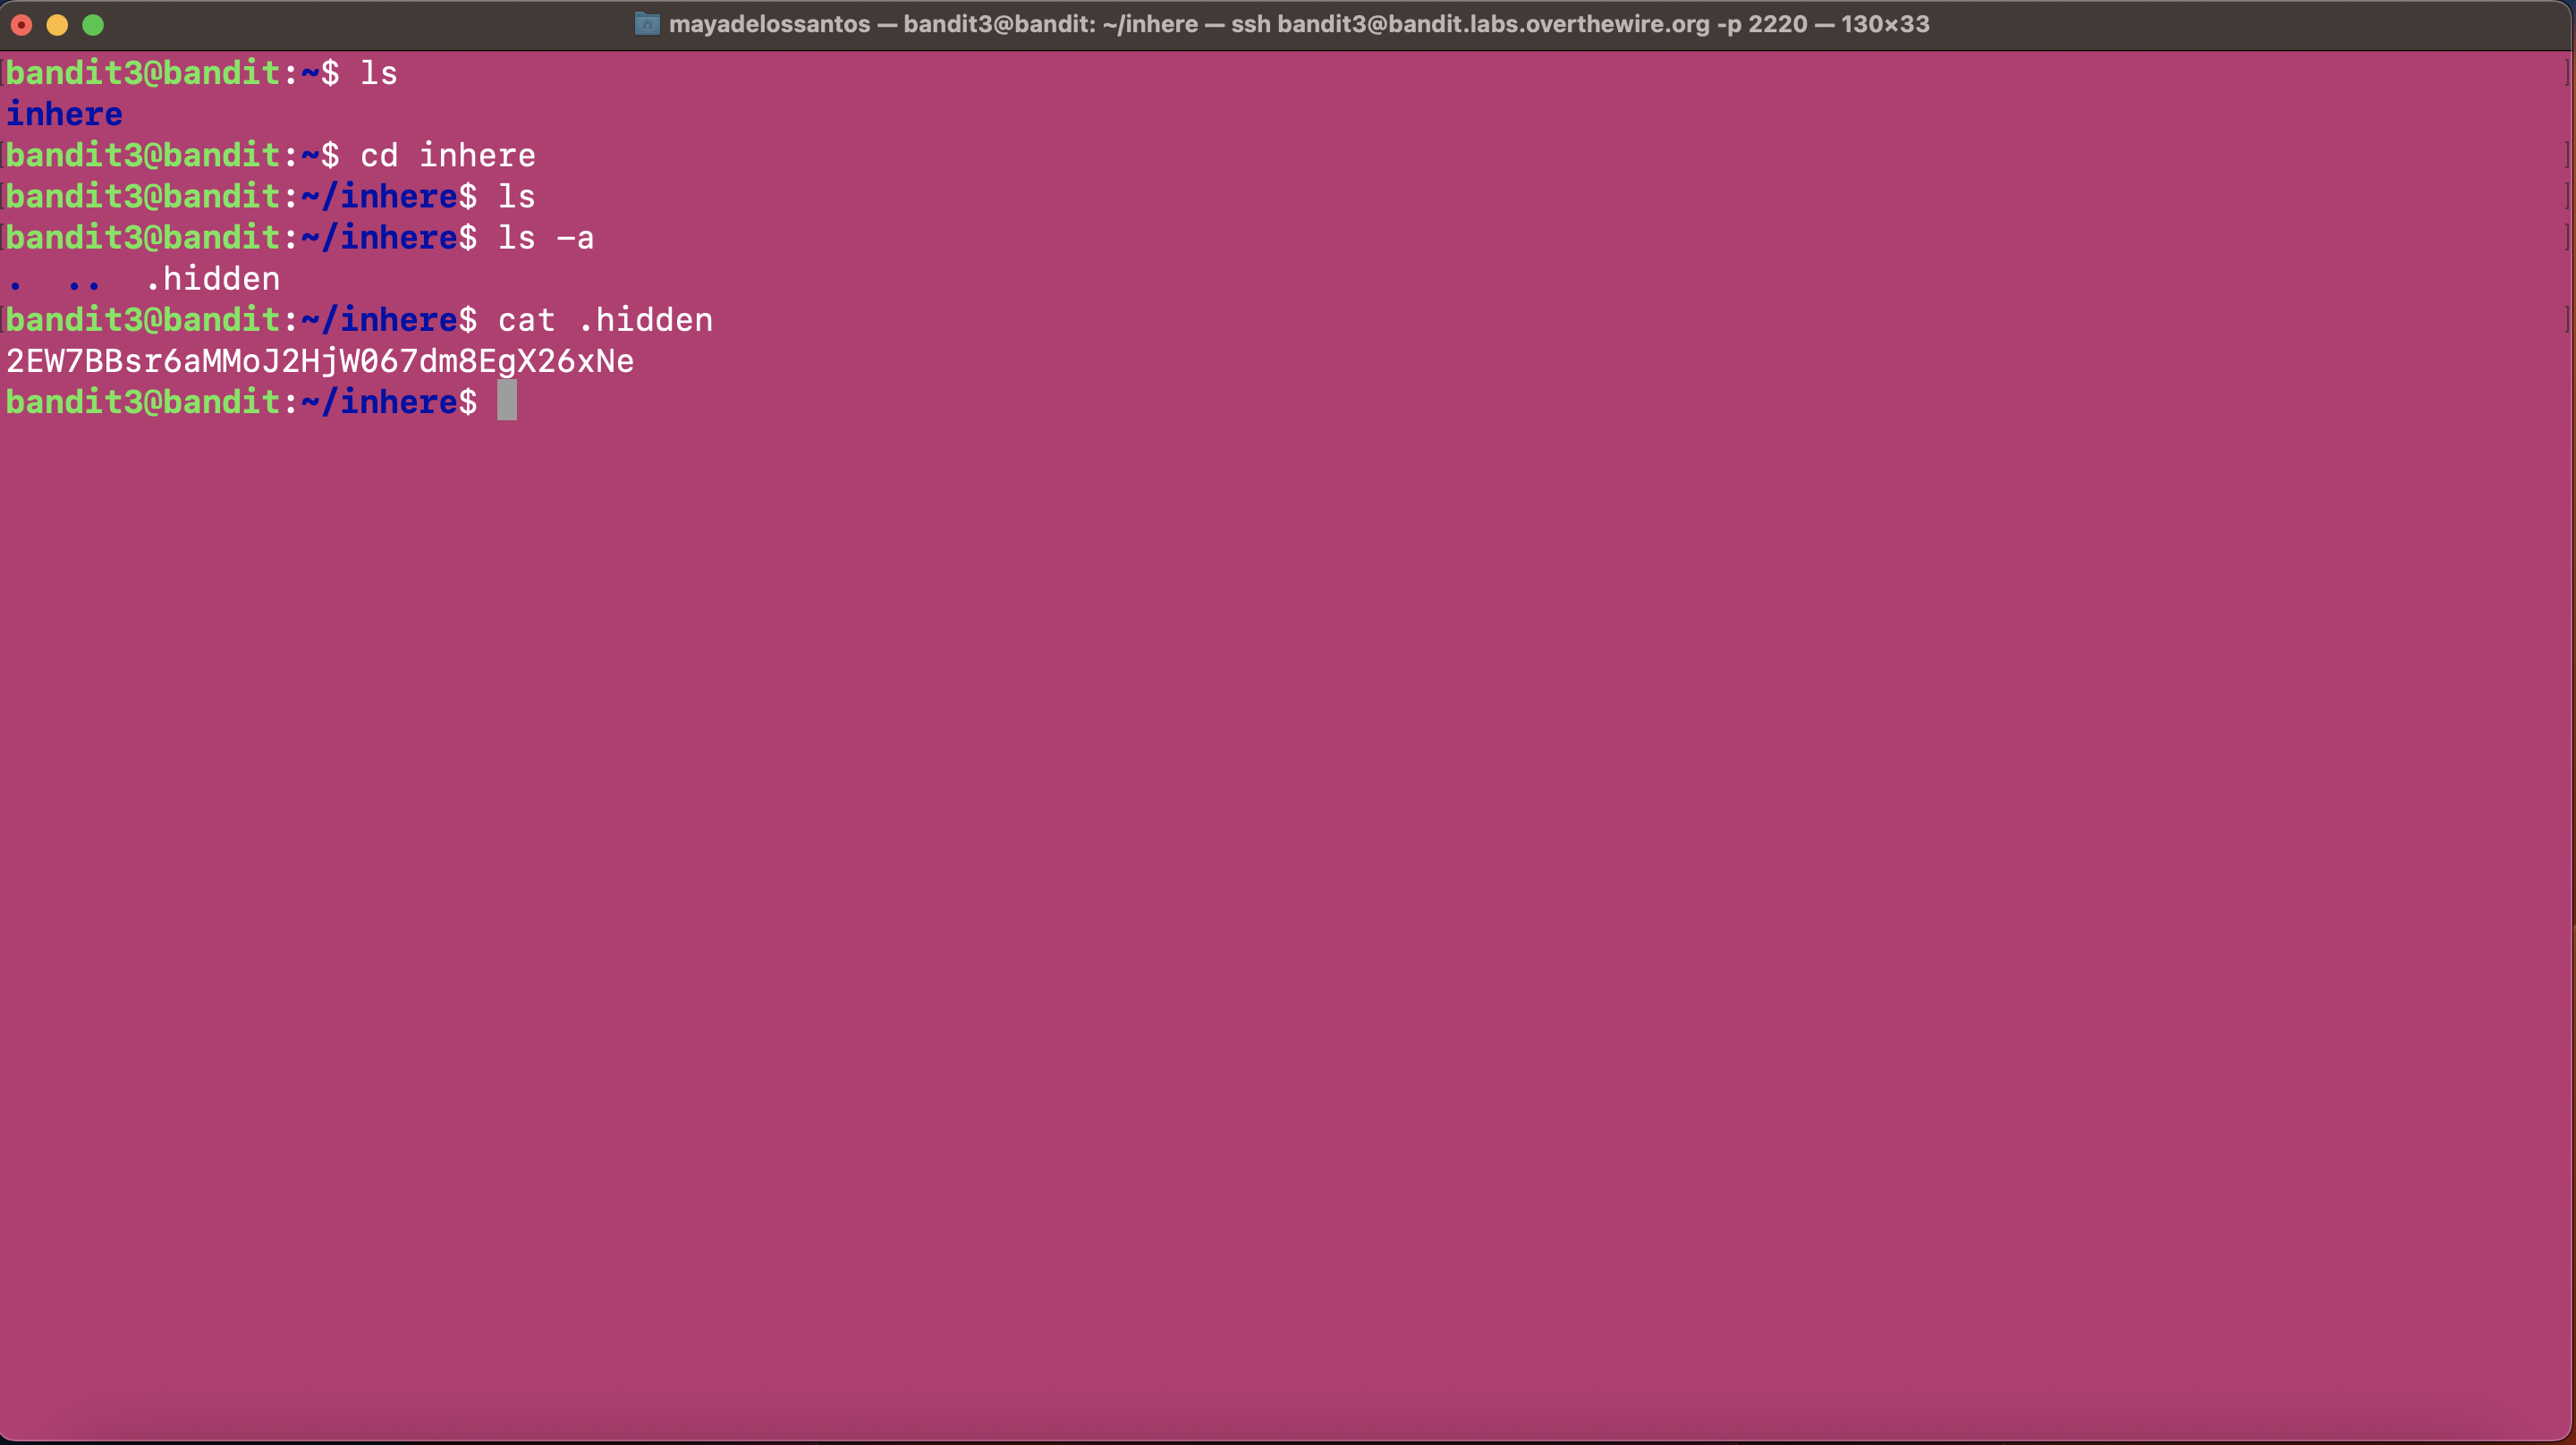 mayadelossantos — bandit3@bandit: ~/inhere — ssh bandit3@bandit.labs.overthewire.org -p 2220 — 130×33
bandit3@bandit:~$ ls
inhere
bandit3@bandit:~$ cd inhere
bandit3@bandit:~/inhere$ ls
bandit3@bandit:~/inhere$ ls -a
.  ..  .hidden
bandit3@bandit:~/inhere$ cat .hidden
2EW7BBsr6aMMoJ2HjW067dm8EgX26xNe
bandit3@bandit:~/inhere$